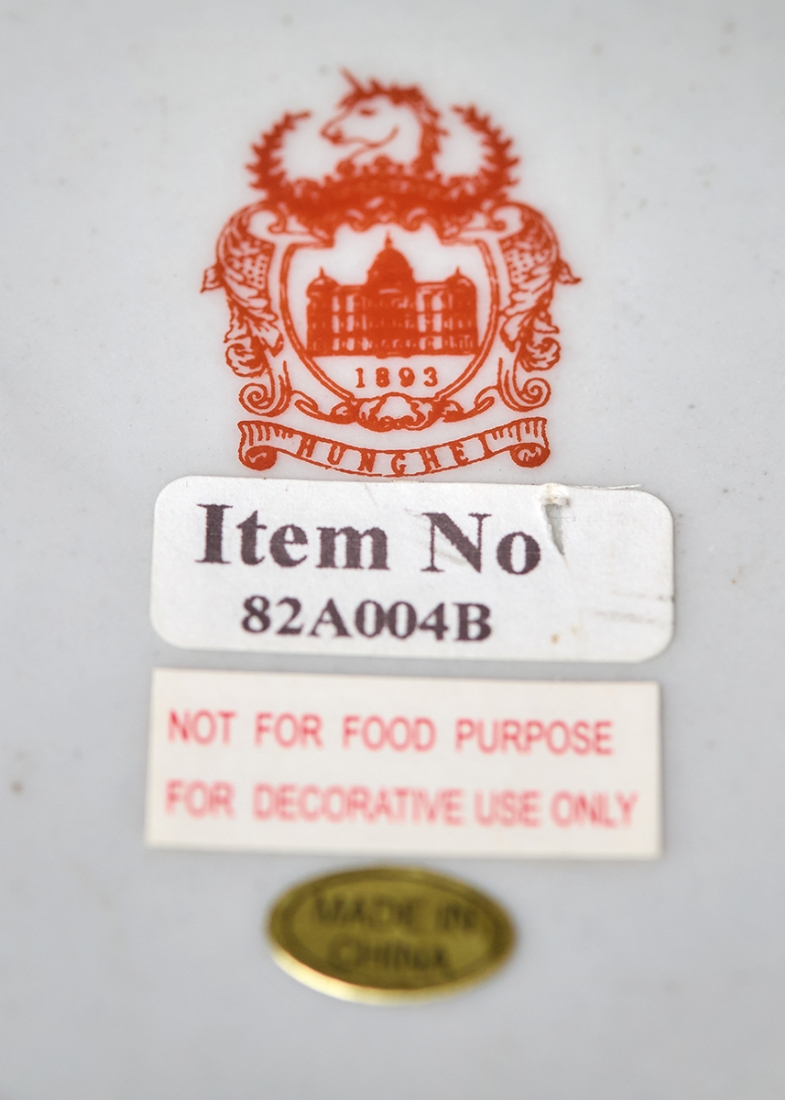 1893
HUNGHEI
Item No
82A004B
NOT FOR FOOD PURPOSE
FOR DECORATIVE USE ONLY
MADE IN
CHINA